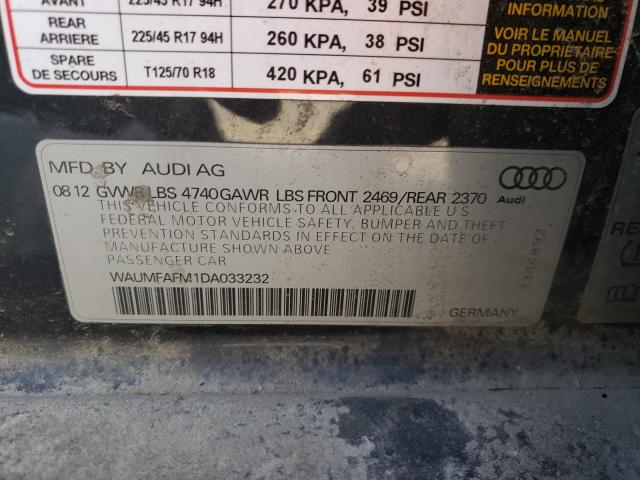 AVANT 225/45 R17 94H 270 KPA, 39 PSI
REAR ARRIERE 225/45 R17 94H 260 KPA, 38 PSI
SPARE DE SECOURS T125/70 R18 420 KPA, 61 PSI
INFORMATION
VOIR LE MANUEL
DU PROPRIETAIRE
POUR PLUS DE
RENSEIGNEMENTS
MFD BY AUDI AG
08 12 GVWR LBS 4740 GAWR LBS FRONT 2469/REAR 2370
THIS VEHICLE CONFORMS TO ALL APPLICABLE U S
FEDERAL MOTOR VEHICLE SAFETY, BUMPER AND THEFT
PREVENTION STANDARDS IN EFFECT ON THE DATE OF
MANUFACTURE SHOWN ABOVE
PASSENGER CAR
WAUMFAFM1DA033232
Audi
GERMANY